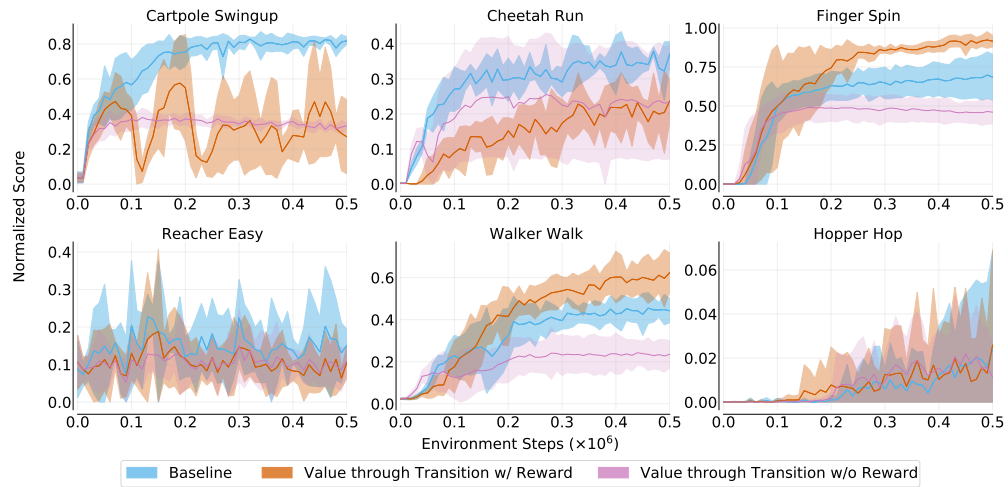 Cartpole Swingup
Cheetah Run
Finger Spin
0.8
0.6
0.4
0.2
0.0
0.0 0.1 0.2 0.3 0.4 0.5
0.4
0.3
0.2
0.1
0.0
0.0 0.1 0.2 0.3 0.4 0.5
1.00
0.75
0.50
0.25
0.00
0.0 0.1 0.2 0.3 0.4 0.5
Normalized Score
Reacher Easy
Walker Walk
Hopper Hop
0.4
0.3
0.2
0.1
0.0
0.0 0.1 0.2 0.3 0.4 0.5
0.6
0.4
0.2
0.0
0.0 0.1 0.2 0.3 0.4 0.5
0.06
0.04
0.02
0.00
0.0 0.1 0.2 0.3 0.4 0.5
Environment Steps (×10⁶)
Baseline
Value through Transition w/ Reward
Value through Transition w/o Reward